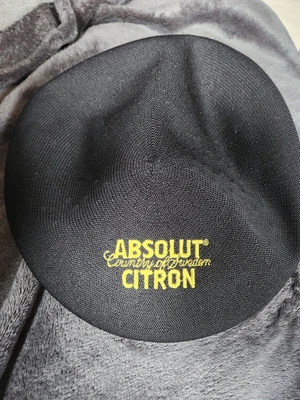 ABSOLUT®
Country of Sweden
CITRON